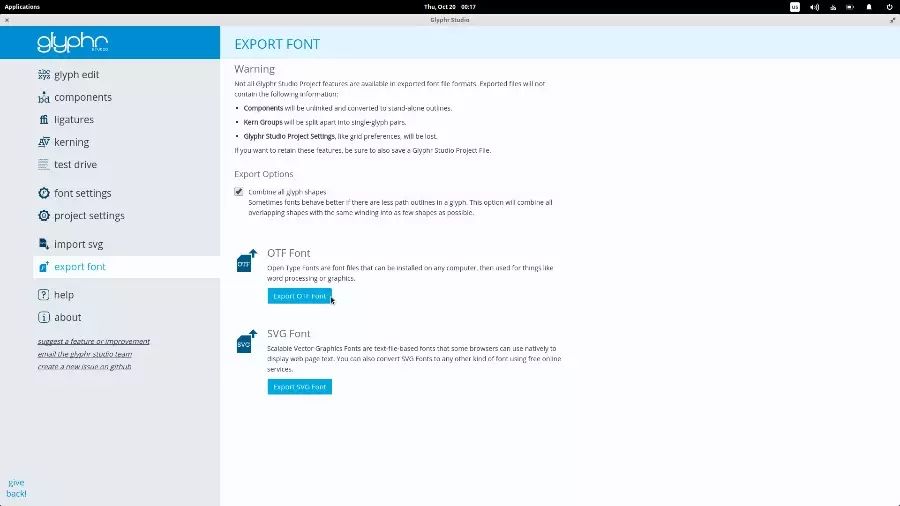 Applications
Thu, Oct 20 00:17
us
Glyphr Studio
glyphr
STUDIO
EXPORT FONT
glyph edit
components
ligatures
kerning
test drive
font settings
project settings
import svg
export font
help
about
suggest a feature or improvement
email the glyphr studio team
create a new issue on github
give
back!
Warning
Not all Glyphr Studio Project features are available in exported font file formats. Exported files will not
contain the following information:
• Components will be unlinked and converted to stand-alone outlines.
• Kern Groups will be split apart into single-glyph pairs.
• Glyphr Studio Project Settings, like grid preferences, will be lost.
If you want to retain these features, be sure to also save a Glyphr Studio Project File.
Export Options
Combine all glyph shapes
Sometimes fonts behave better if there are less path outlines in a glyph. This option will combine all
overlapping shapes with the same winding into as few shapes as possible.
OTF
OTF Font
Open Type Fonts are font files that can be installed on any computer, then used for things like
word processing or graphics.
Export OTF Font
SVG
SVG Font
Scalable Vector Graphics Fonts are text-file-based fonts that some browsers can use natively to
display web page text. You can also convert SVG Fonts to any other kind of font using free online
services.
Export SVG Font